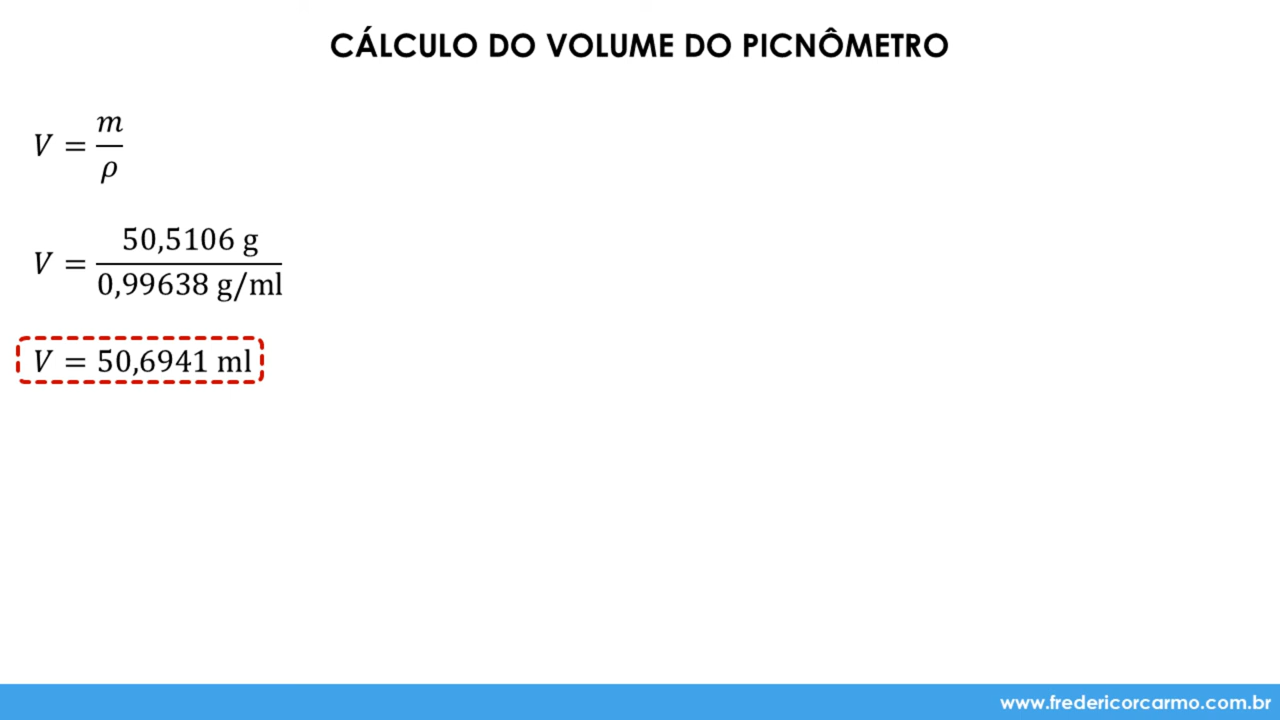 CÁLCULO DO VOLUME DO PICNÔMETRO
V = m/ρ
V = 50,5106 g / 0,99638 g/ml
V = 50,6941 ml
www.fredericorcarmo.com.br